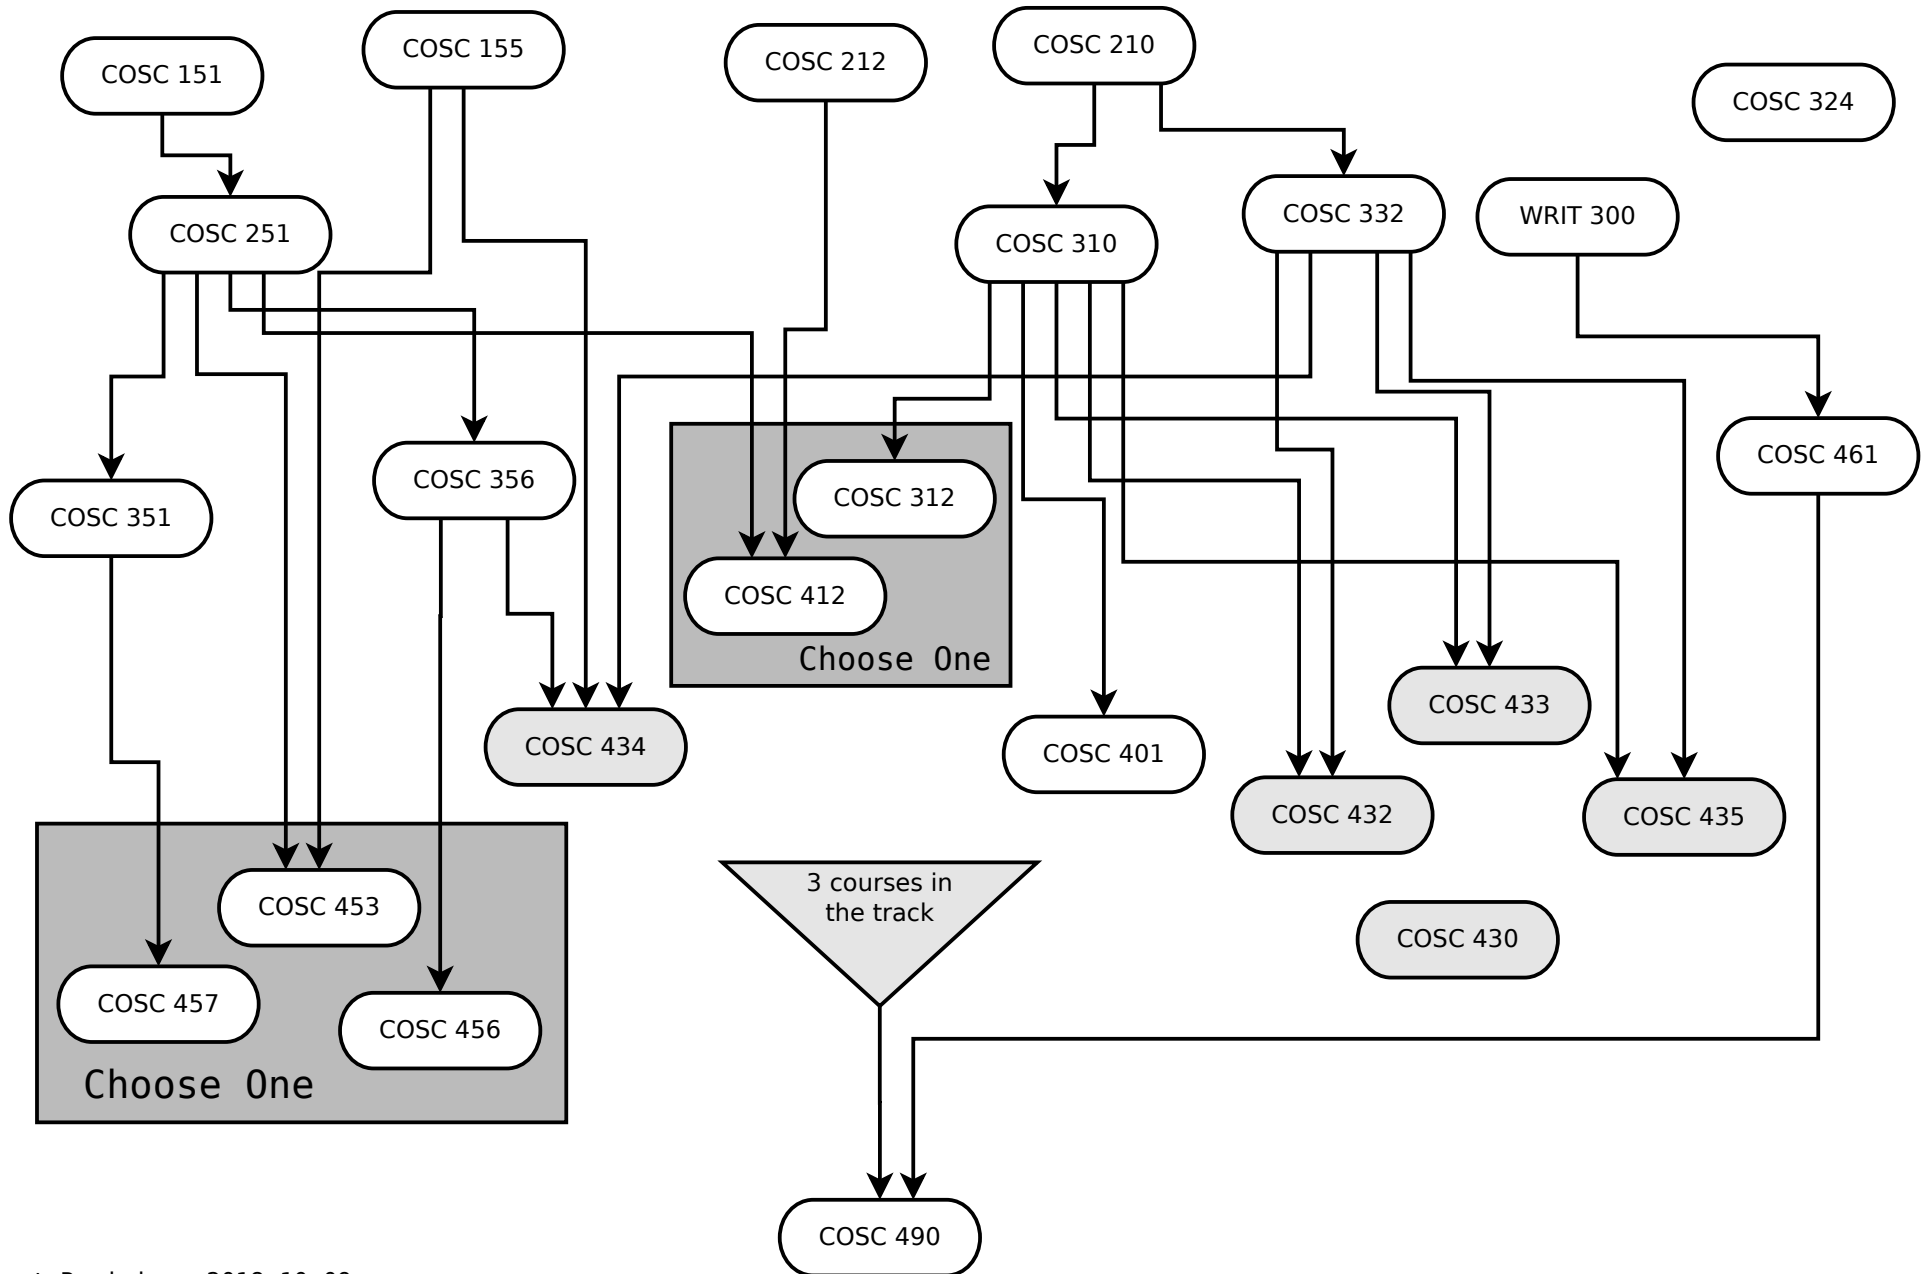 COSC 151
COSC 155
COSC 212
COSC 210
COSC 324
COSC 251
COSC 310
COSC 332
WRIT 300
COSC 351
COSC 356
COSC 312
COSC 412
Choose One
COSC 461
COSC 434
COSC 401
COSC 433
COSC 432
COSC 435
COSC 430
COSC 453
COSC 457
COSC 456
Choose One
3 courses in
the track
COSC 490